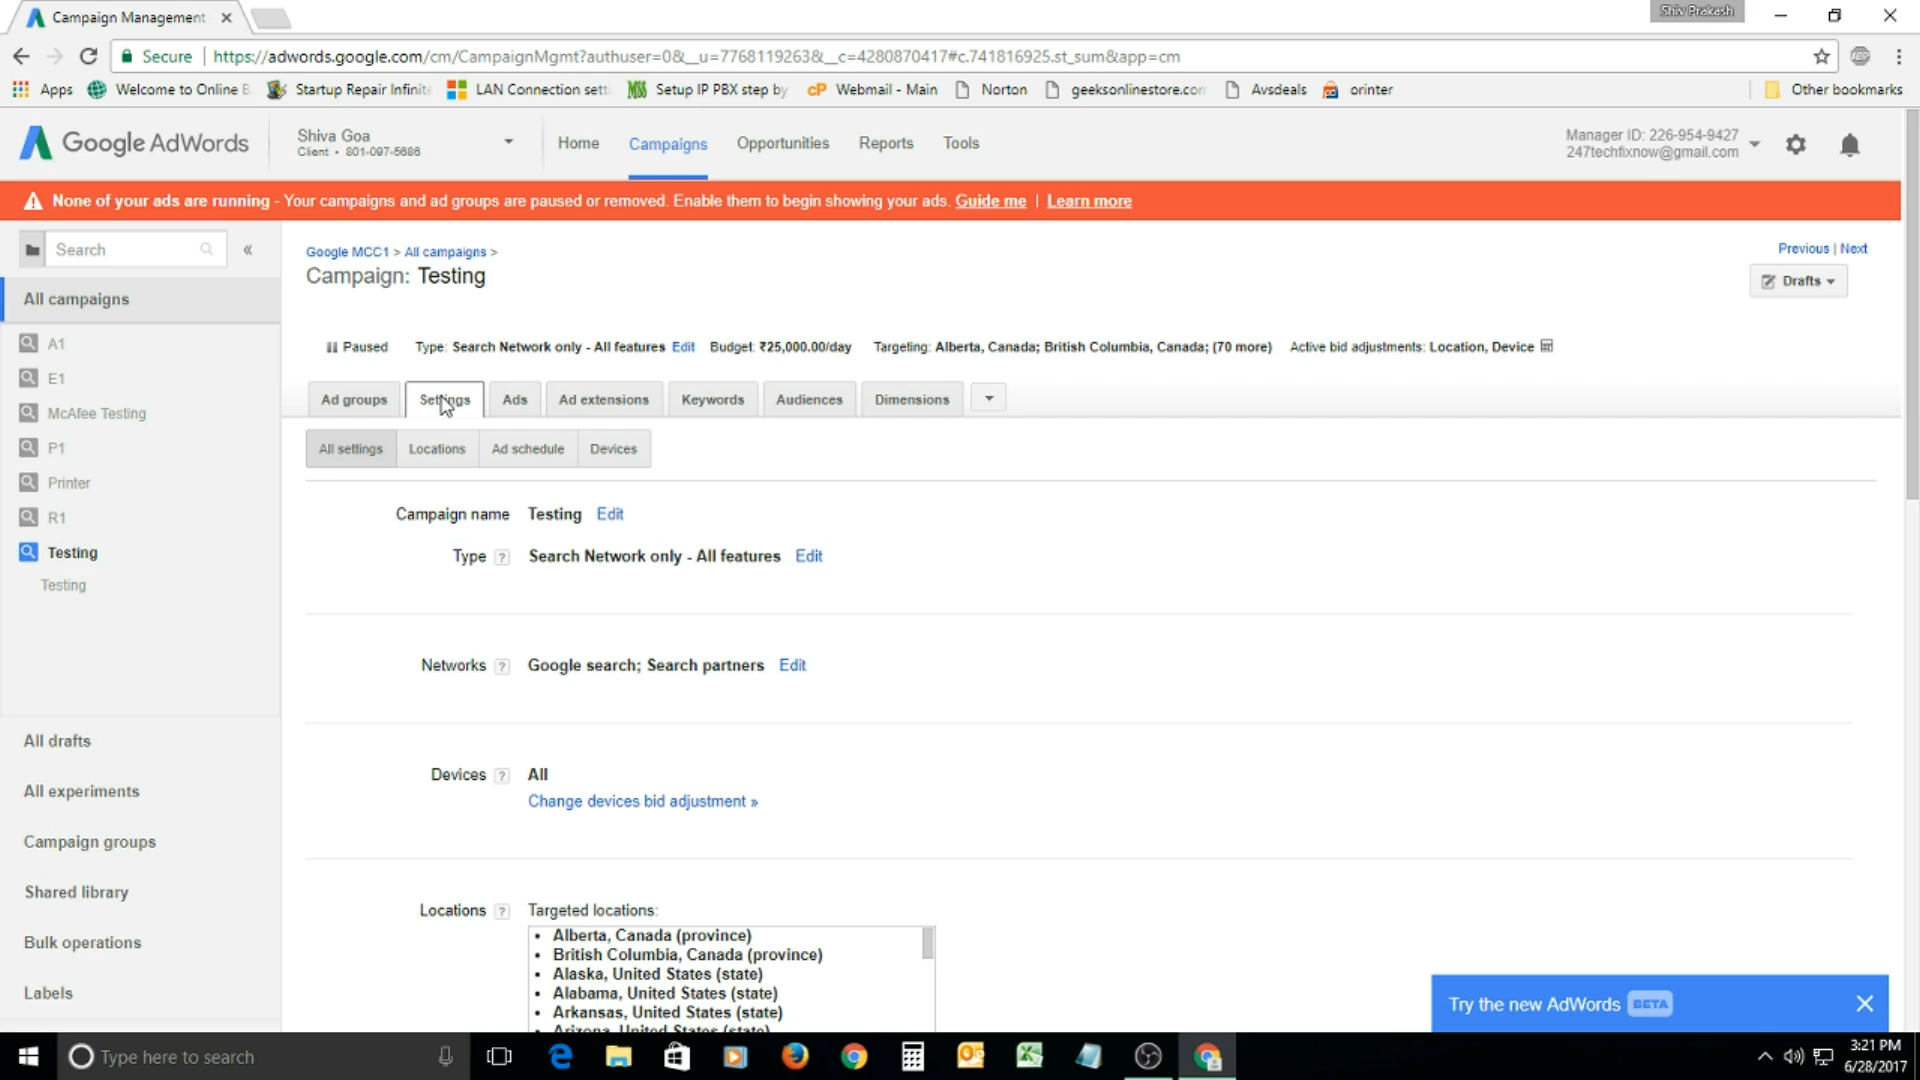 Campaign Management
Shiv Prakash
Secure
https://adwords.google.com/cm/CampaignMgmt?authuser=0&__u=7768119263&__c=4280870417#c.741816925.st_sum&app=cm
Apps
Welcome to Online B
Startup Repair Infinite
LAN Connection setti
Setup IP PBX step by
cP Webmail - Main
Norton
geeksonlinestore.com
Avsdeals
orinter
Other bookmarks
Google AdWords
Shiva Goa
Client • 801-097-5686
Home
Campaigns
Opportunities
Reports
Tools
Manager ID: 226-954-9427
247techfixnow@gmail.com
None of your ads are running - Your campaigns and ad groups are paused or removed. Enable them to begin showing your ads. Guide me | Learn more
Search
«
Google MCC1 > All campaigns >
Previous | Next
Campaign: Testing
Drafts
All campaigns
A1
E1
McAfee Testing
P1
Printer
R1
Testing
Testing
All drafts
All experiments
Campaign groups
Shared library
Bulk operations
Labels
Paused
Type: Search Network only - All features Edit
Budget: ₹25,000.00/day
Targeting: Alberta, Canada; British Columbia, Canada; (70 more)
Active bid adjustments: Location, Device
Ad groups
Settings
Ads
Ad extensions
Keywords
Audiences
Dimensions
All settings
Locations
Ad schedule
Devices
Campaign name Testing Edit
Type ? Search Network only - All features Edit
Networks ? Google search; Search partners Edit
Devices ? All
Change devices bid adjustment »
Locations ? Targeted locations:
• Alberta, Canada (province)
• British Columbia, Canada (province)
• Alaska, United States (state)
• Alabama, United States (state)
• Arkansas, United States (state)
• Arizona, United States (state)
Try the new AdWords BETA
Type here to search
3:21 PM
6/28/2017